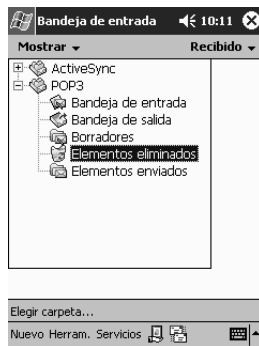 Bandeja de entrada 10:11
Mostrar Recibido
ActiveSync
POP3
Bandeja de entrada
Bandeja de salida
Borradores
Elementos eliminados
Elementos enviados
Elegir carpeta...
Nuevo Herram. Servicios